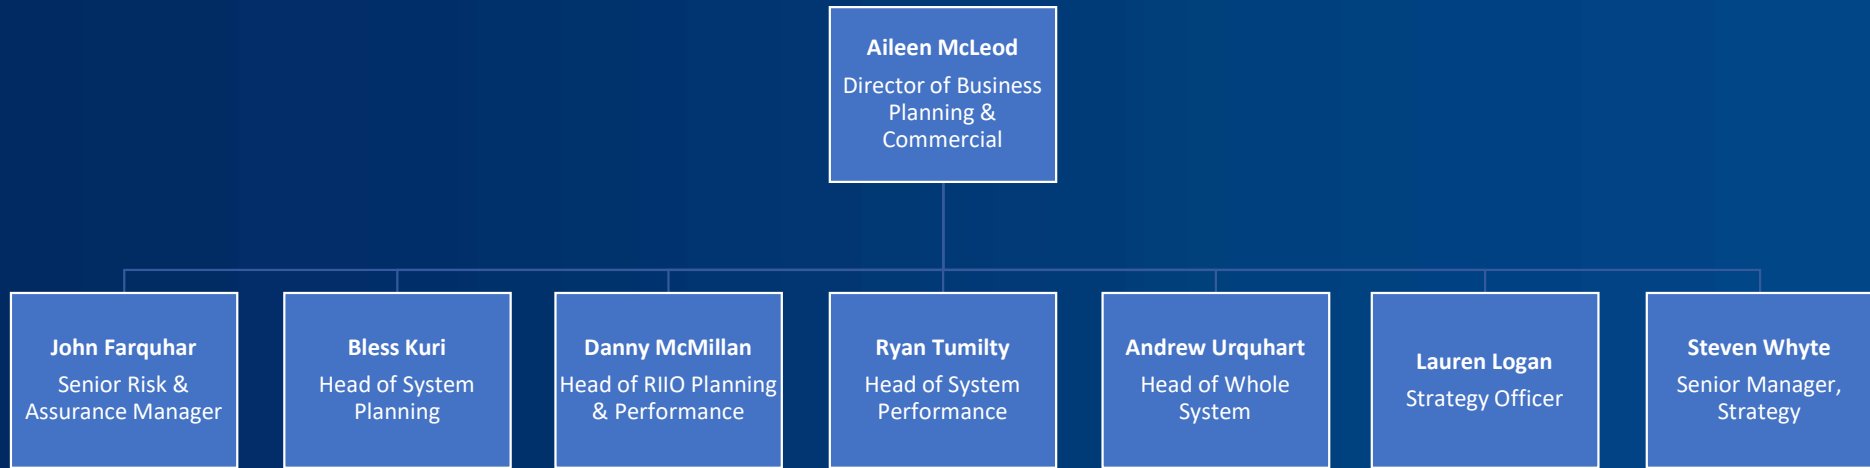 Aileen McLeod
Director of Business
Planning &
Commercial
John Farquhar
Senior Risk &
Assurance Manager
Bless Kuri
Head of System
Planning
Danny McMillan
Head of RIIO Planning
& Performance
Ryan Tumilty
Head of System
Performance
Andrew Urquhart
Head of Whole
System
Lauren Logan
Strategy Officer
Steven Whyte
Senior Manager,
Strategy